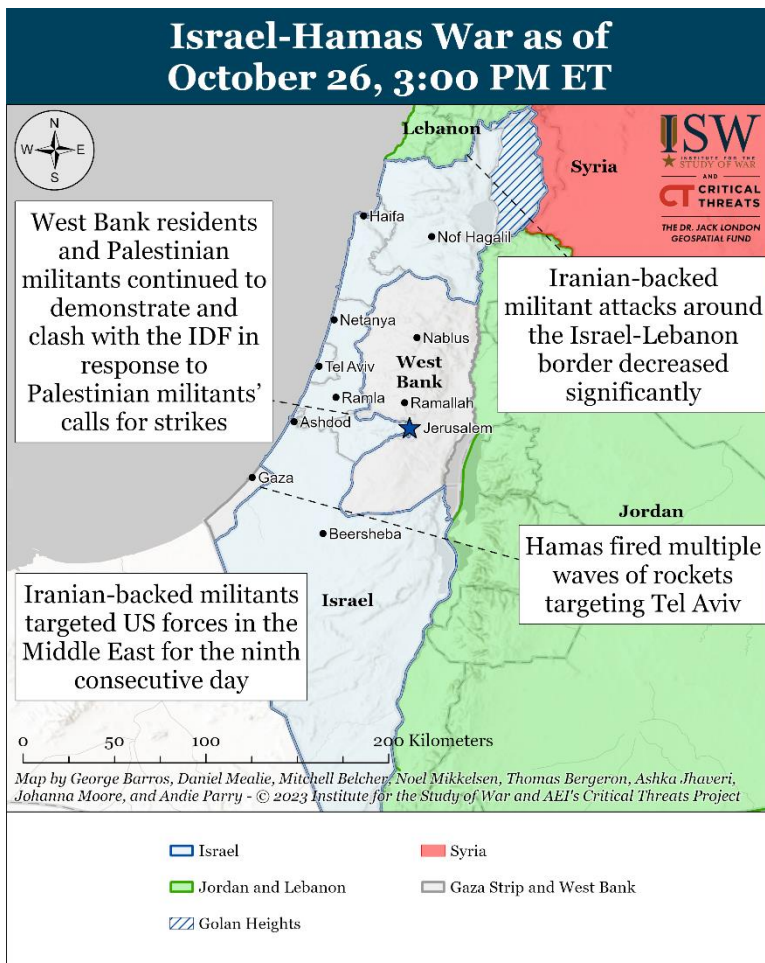 Israel-Hamas War as of
October 26, 3:00 PM ET
N
W
E
S
Lebanon
Syria
ISW
INSTITUTE FOR THE
STUDY OF WAR
AND
CT CRITICAL
THREATS
THE DR. JACK LONDON
GEOSPATIAL FUND
West Bank residents
and Palestinian
militants continued to
demonstrate and
clash with the IDF in
response to
Palestinian militants'
calls for strikes
Haifa
Nof Hagalil
Iranian-backed
militant attacks around
the Israel-Lebanon
border decreased
significantly
Netanya
Nablus
Tel Aviv
West
Bank
Ramla
Ramallah
Ashdod
Jerusalem
Gaza
Jordan
Beersheba
Hamas fired multiple
waves of rockets
targeting Tel Aviv
Iranian-backed militants
targeted US forces in the
Middle East for the ninth
consecutive day
Israel
0 50 100 200 Kilometers
Map by George Barros, Daniel Mealie, Mitchell Belcher, Noel Mikkelsen, Thomas Bergeron, Ashka Jhaveri,
Johanna Moore, and Andie Parry - © 2023 Institute for the Study of War and AEI's Critical Threats Project
Israel
Syria
Jordan and Lebanon
Gaza Strip and West Bank
Golan Heights